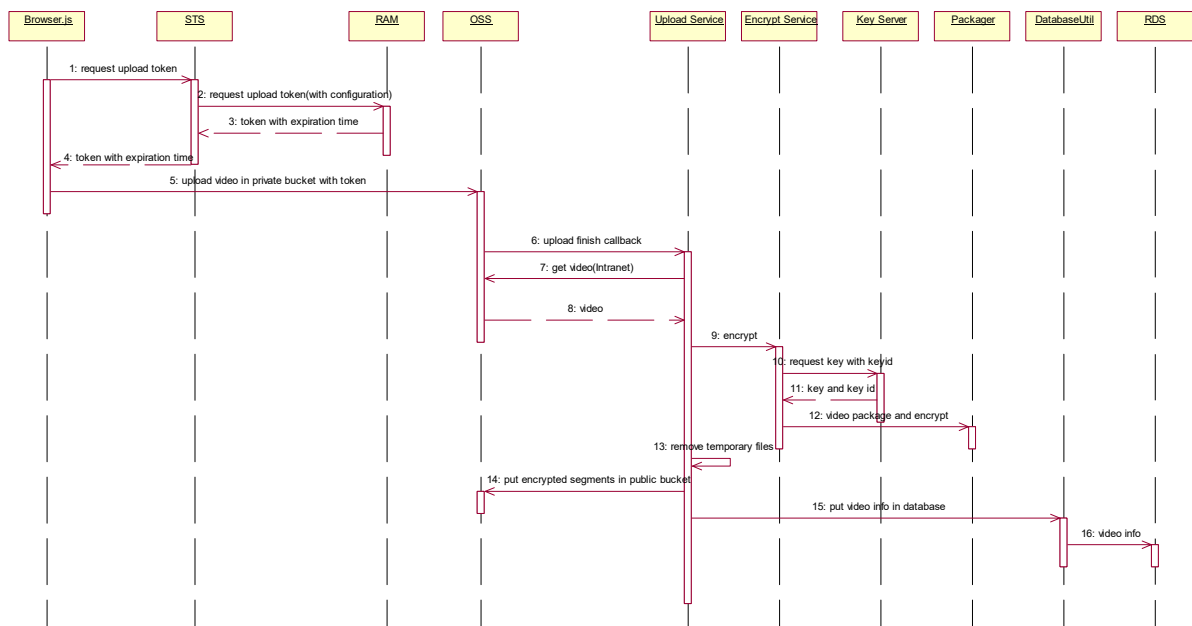 Browser.js
STS
RAM
OSS
Upload Service
Encrypt Service
Key Server
Packager
DatabaseUtil
RDS
1: request upload token
2: request upload token(with configuration)
3: token with expiration time
4: token with expiration time
5: upload video in private bucket with token
6: upload finish callback
7: get video(Intranet)
8: video
9: encrypt
10: request key with keyid
11: key and key id
12: video package and encrypt
13: remove temporary files
14: put encrypted segments in public bucket
15: put video info in database
16: video info